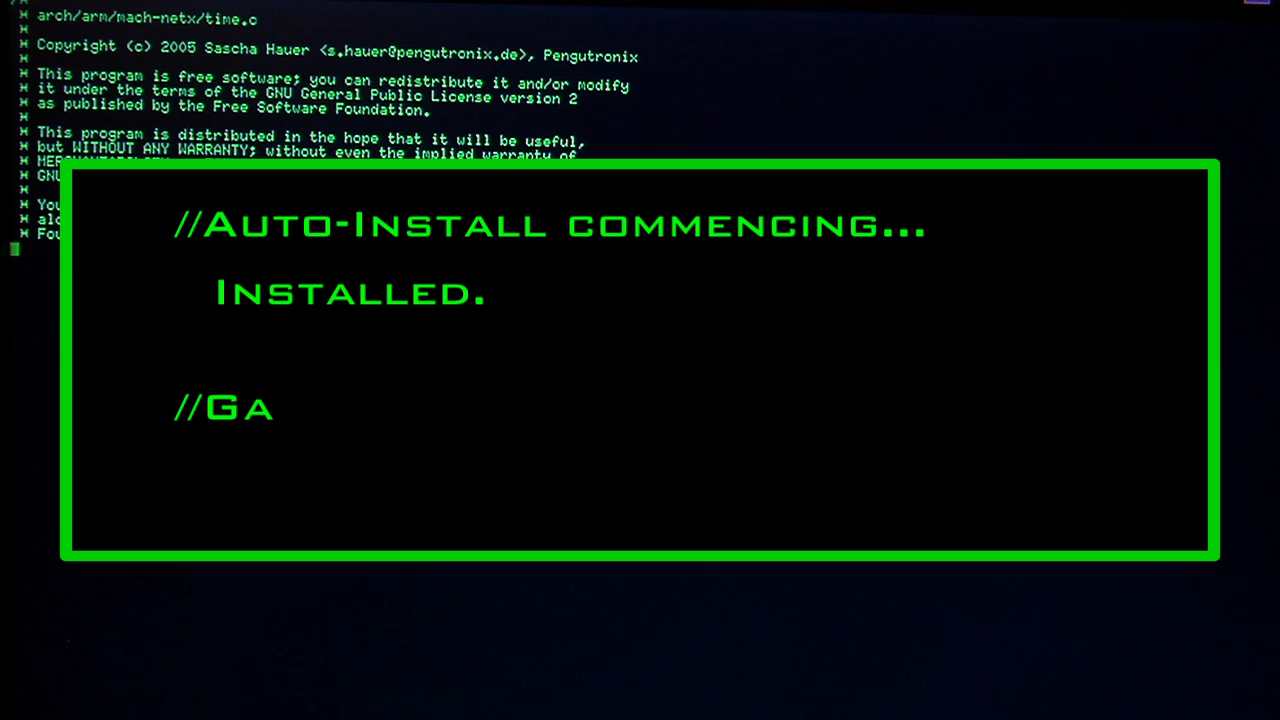 arch/arm/mach-netx/time.c
*
* Copyright (c) 2005 Sascha Hauer <s.hauer@pengutronix.de>, Pengutronix
*
* This program is free software; you can redistribute it and/or modify
* it under the terms of the GNU General Public License version 2
* as published by the Free Software Foundation.
*
* This program is distributed in the hope that it will be useful,
* but WITHOUT ANY WARRANTY; without even the implied warranty of
*
* GNU
*
* You
*
* Fou
//Auto-Install commencing...
Installed.
//Ga